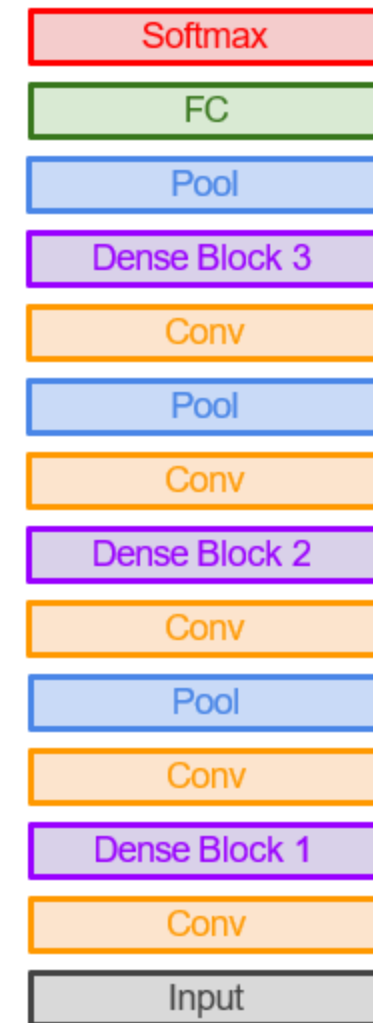 Softmax
FC
Pool
Dense Block 3
Conv
Pool
Conv
Dense Block 2
Conv
Pool
Conv
Dense Block 1
Conv
Input